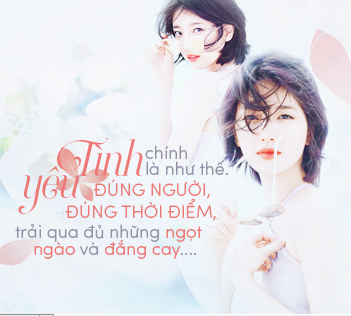 Tình yêu chính
là như thế.
ĐÚNG NGƯỜI,
ĐÚNG THỜI ĐIỂM,
trải qua đủ những ngọt
ngào và đắng cay....